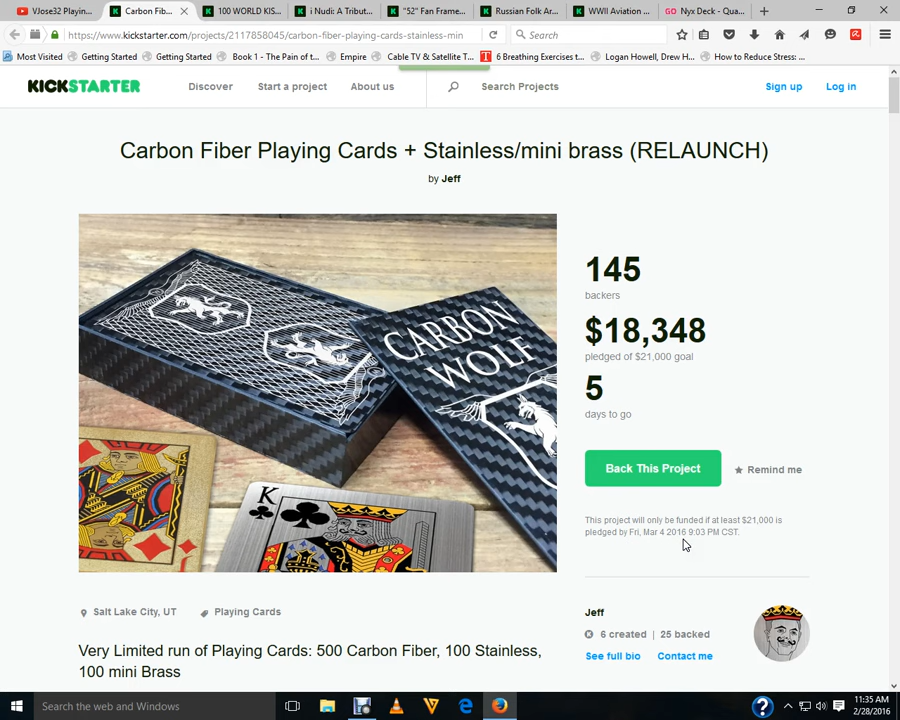 VJose32 Playin...
Carbon Fib...
100 WORLD KIS...
i Nudi: A Tribut...
"52" Fan Frame...
Russian Folk Ar...
WWII Aviation ...
Nyx Deck - Qua...
https://www.kickstarter.com/projects/2117858045/carbon-fiber-playing-cards-stainless-min
Search
Most Visited
Getting Started
Getting Started
Book 1 - The Pain of t...
Empire
Cable TV & Satellite T...
6 Breathing Exercises t...
Logan Howell, Drew H...
How to Reduce Stress: ...
KICKSTARTER
Discover
Start a project
About us
Search Projects
Sign up
Log in
Carbon Fiber Playing Cards + Stainless/mini brass (RELAUNCH)
by Jeff
CARBON
WOLF
K
145
backers
$18,348
pledged of $21,000 goal
5
days to go
Back This Project
Remind me
This project will only be funded if at least $21,000 is
pledged by Fri, Mar 4 2016 9:03 PM CST.
Salt Lake City, UT
Playing Cards
Very Limited run of Playing Cards: 500 Carbon Fiber, 100 Stainless,
100 mini Brass
Jeff
6 created | 25 backed
See full bio
Contact me
Search the web and Windows
11:35 AM
2/28/2016